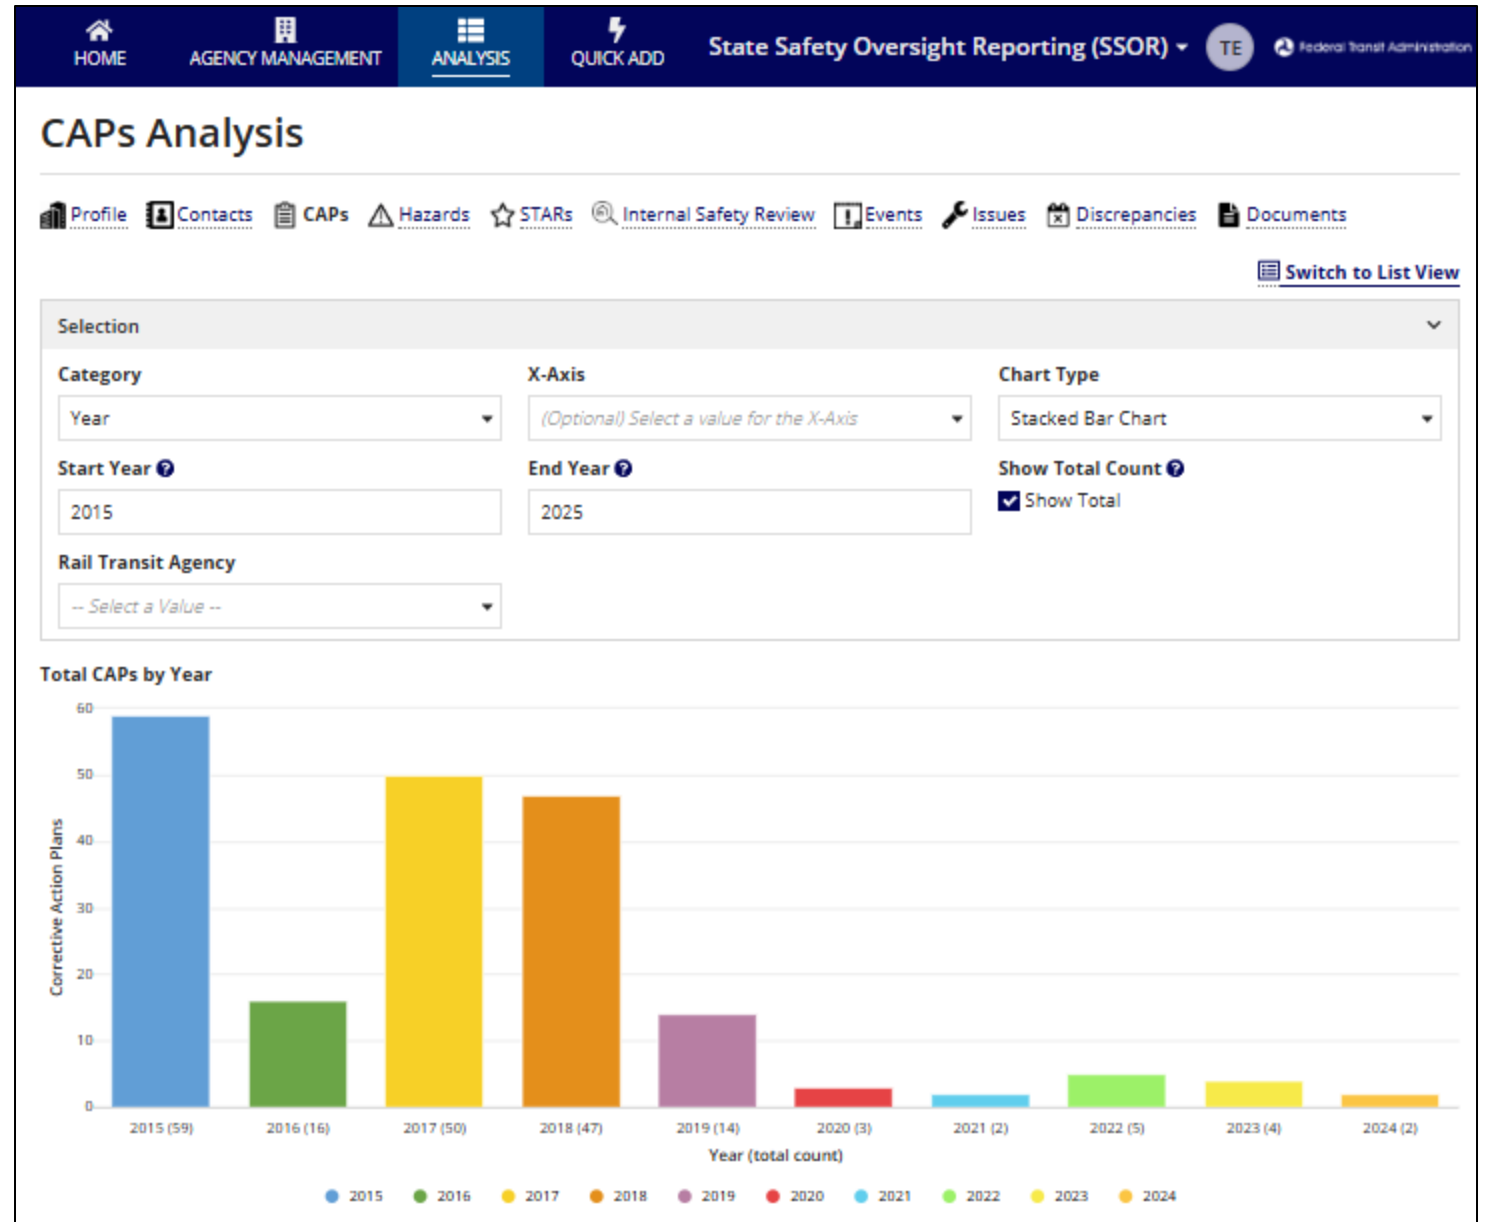 HOME
AGENCY MANAGEMENT
ANALYSIS
QUICK ADD
State Safety Oversight Reporting (SSOR)
TE
Federal Transit Administration
CAPs Analysis
Profile
Contacts
CAPs
Hazards
STARs
Internal Safety Review
Events
Issues
Discrepancies
Documents
Switch to List View
Selection
Category
X-Axis
Chart Type
Year
(Optional) Select a value for the X-Axis
Stacked Bar Chart
Start Year ?
End Year ?
Show Total Count ?
2015
2025
Show Total
Rail Transit Agency
-- Select a Value --
Total CAPs by Year
60
50
40
30
20
10
0
Corrective Action Plans
2015 (59)
2016 (16)
2017 (50)
2018 (47)
2019 (14)
2020 (3)
2021 (2)
2022 (5)
2023 (4)
2024 (2)
Year (total count)
2015
2016
2017
2018
2019
2020
2021
2022
2023
2024